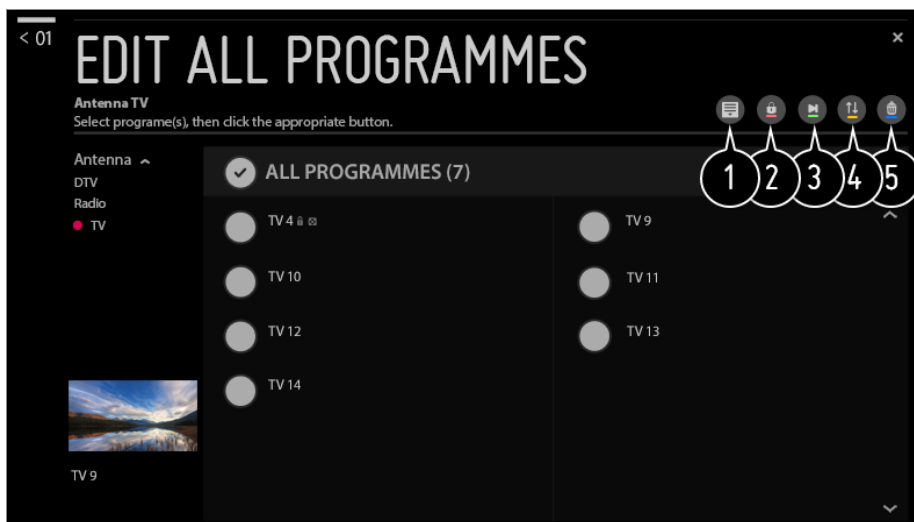 < 01
EDIT ALL PROGRAMMES
×
Antenna TV
Select programe(s), then click the appropriate button.
1 2 3 4 5
Antenna
DTV
Radio
TV
ALL PROGRAMMES (7)
TV 4
TV 9
TV 10
TV 11
TV 12
TV 13
TV 14
TV 9